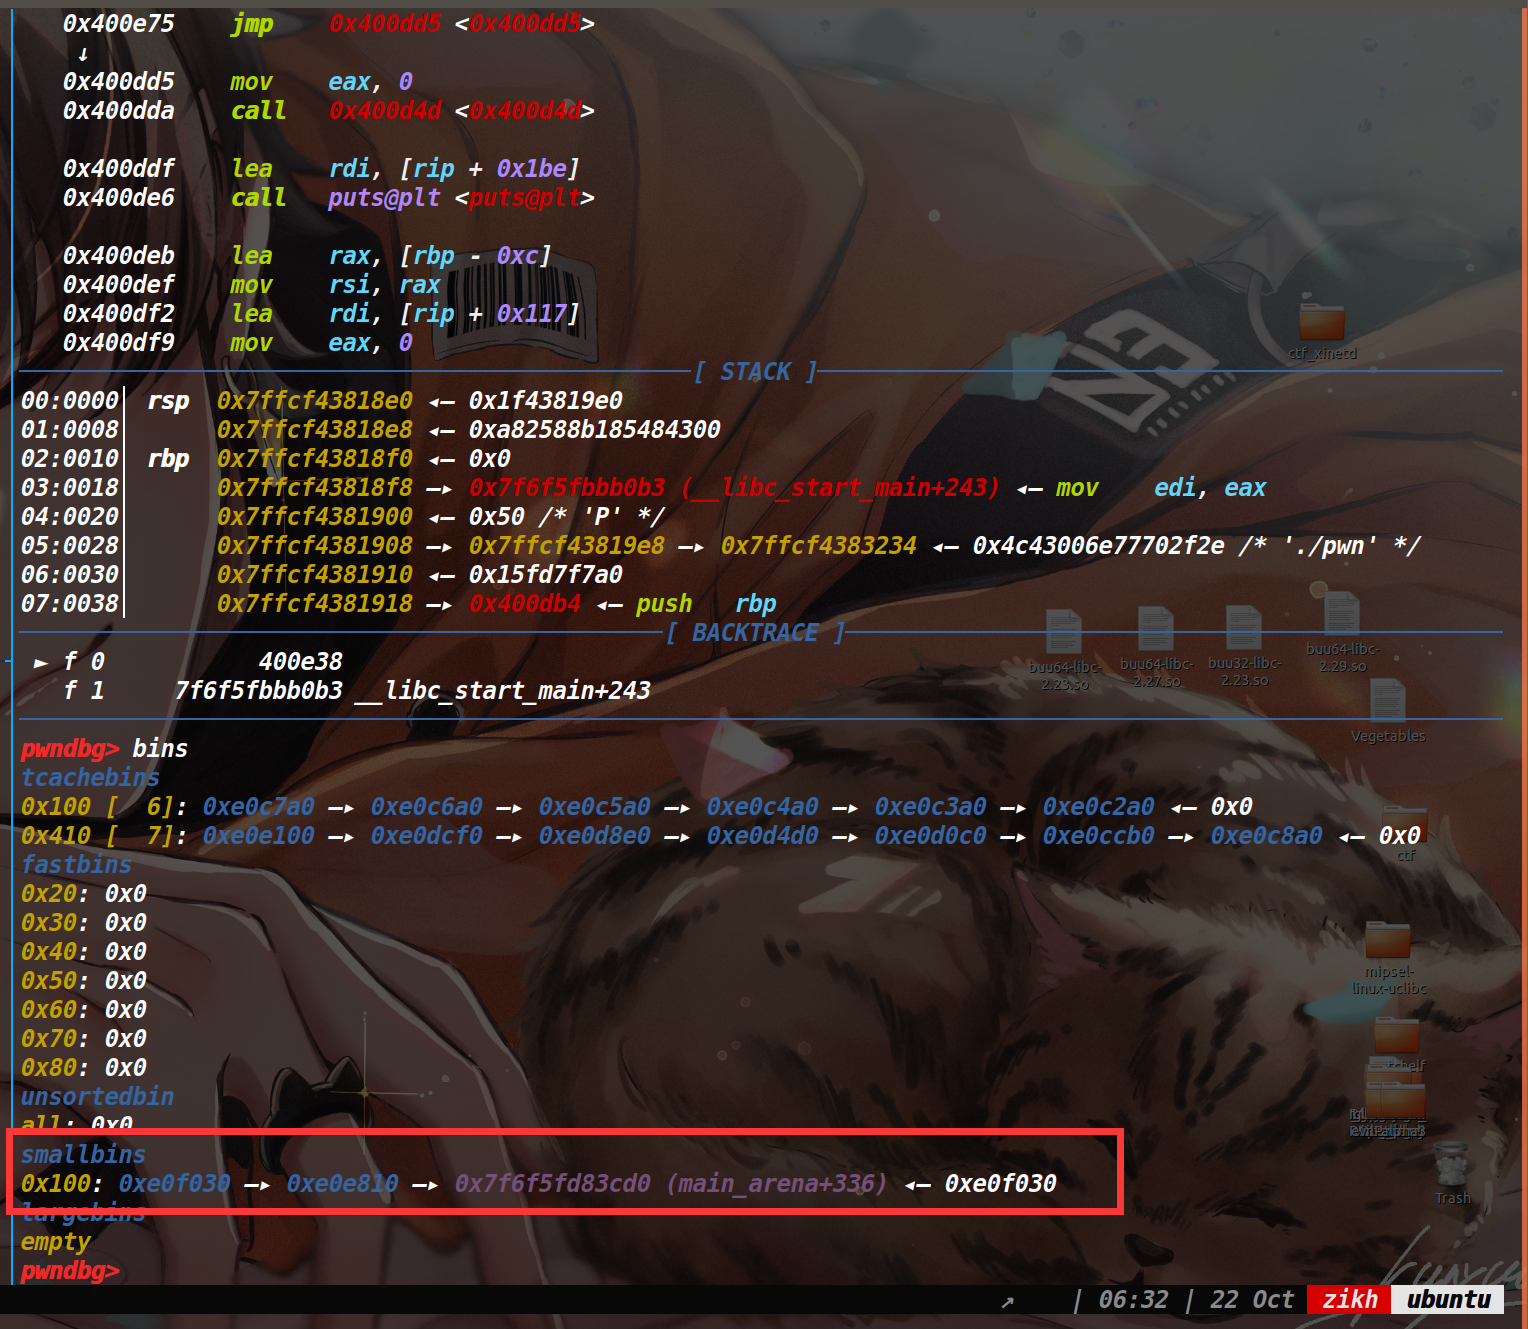 0x400e75    jmp    0x400dd5 <0x400dd5>
↓
0x400dd5    mov    eax, 0
0x400dda    call   0x400d4d <0x400d4d>
0x400ddf    lea    rdi, [rip + 0x1be]
0x400de6    call   puts@plt <puts@plt>
0x400deb    lea    rax, [rbp - 0xc]
0x400def    mov    rsi, rax
0x400df2    lea    rdi, [rip + 0x117]
0x400df9    mov    eax, 0
[ STACK ]
00:0000│ rsp  0x7ffcf43818e0 ◂— 0x1f43819e0
01:0008│      0x7ffcf43818e8 ◂— 0xa82588b185484300
02:0010│ rbp  0x7ffcf43818f0 ◂— 0x0
03:0018│      0x7ffcf43818f8 —▸ 0x7f6f5fbbb0b3 (__libc_start_main+243) ◂— mov    edi, eax
04:0020│      0x7ffcf4381900 ◂— 0x50 /* 'P' */
05:0028│      0x7ffcf4381908 —▸ 0x7ffcf43819e8 —▸ 0x7ffcf4383234 ◂— 0x4c43006e77702f2e /* './pwn' */
06:0030│      0x7ffcf4381910 ◂— 0x15fd7f7a0
07:0038│      0x7ffcf4381918 —▸ 0x400db4 ◂— push   rbp
[ BACKTRACE ]
► f 0           400e38
f 1     7f6f5fbbb0b3 __libc_start_main+243
pwndbg> bins
tcachebins
0x100 [  6]: 0xe0c7a0 —▸ 0xe0c6a0 —▸ 0xe0c5a0 —▸ 0xe0c4a0 —▸ 0xe0c3a0 —▸ 0xe0c2a0 ◂— 0x0
0x410 [  7]: 0xe0e100 —▸ 0xe0dcf0 —▸ 0xe0d8e0 —▸ 0xe0d4d0 —▸ 0xe0d0c0 —▸ 0xe0ccb0 —▸ 0xe0c8a0 ◂— 0x0
fastbins
0x20: 0x0
0x30: 0x0
0x40: 0x0
0x50: 0x0
0x60: 0x0
0x70: 0x0
0x80: 0x0
unsortedbin
all: 0x0
smallbins
0x100: 0xe0f030 —▸ 0xe0e810 —▸ 0x7f6f5fd83cd0 (main_arena+336) ◂— 0xe0f030
largebins
empty
pwndbg>
↗ | 06:32 | 22 Oct zikh ubuntu
NEW
ctf_xinetd
buu64-libc-
2.23.so
buu64-libc-
2.27.so
buu32-libc-
2.23.so
buu64-libc-
2.29.so
Vegetables
ctf
mipsel-
linux-uclibc
Trash